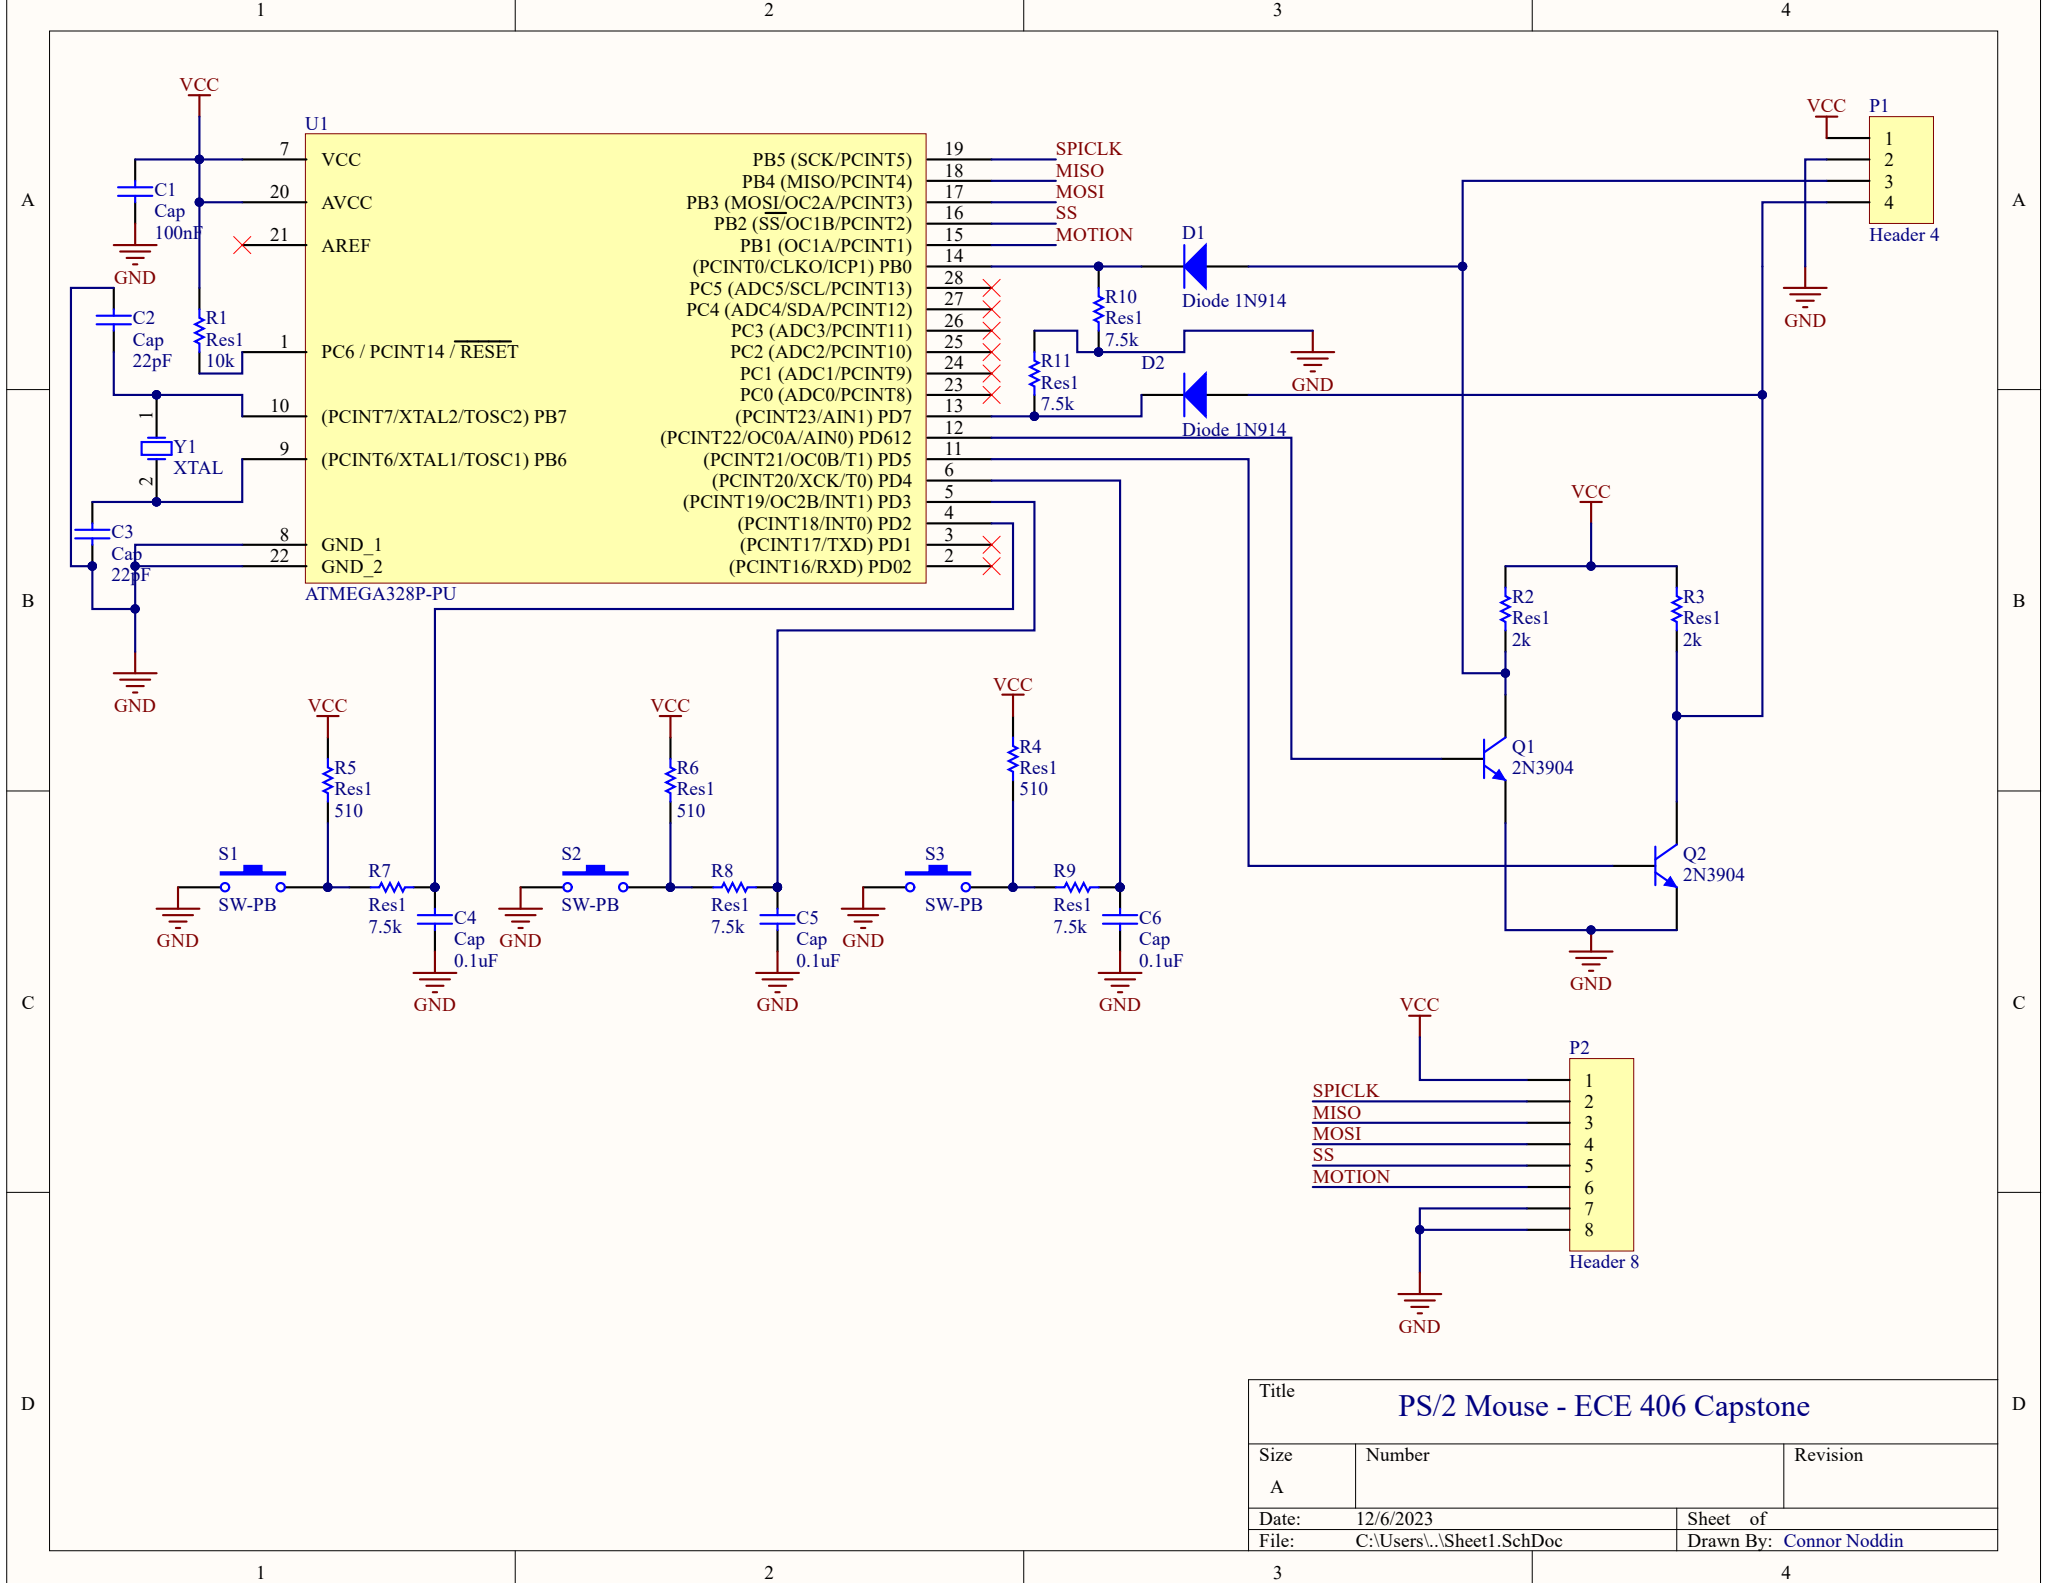 1 2 3 4
A
B
C
D
A
B
C
D
VCC
C1
Cap
100nF
GND
C2
Cap
22pF
R1
Res1
10k
1
Y1
XTAL
2
C3
Cap
22pF
GND
U1
7 VCC
20 AVCC
21 AREF
1 PC6 / PCINT14 / RESET
10 (PCINT7/XTAL2/TOSC2) PB7
9 (PCINT6/XTAL1/TOSC1) PB6
8 GND_1
22 GND_2
PB5 (SCK/PCINT5) 19 SPICLK
PB4 (MISO/PCINT4) 18 MISO
PB3 (MOSI/OC2A/PCINT3) 17 MOSI
PB2 (SS/OC1B/PCINT2) 16 SS
PB1 (OC1A/PCINT1) 15 MOTION
(PCINT0/CLKO/ICP1) PB0 14
PC5 (ADC5/SCL/PCINT13) 28
PC4 (ADC4/SDA/PCINT12) 27
PC3 (ADC3/PCINT11) 26
PC2 (ADC2/PCINT10) 25
PC1 (ADC1/PCINT9) 24
PC0 (ADC0/PCINT8) 23
(PCINT23/AIN1) PD7 13
(PCINT22/OC0A/AIN0) PD612 12
(PCINT21/OC0B/T1) PD5 11
(PCINT20/XCK/T0) PD4 6
(PCINT19/OC2B/INT1) PD3 5
(PCINT18/INT0) PD2 4
(PCINT17/TXD) PD1 3
(PCINT16/RXD) PD02 2
ATMEGA328P-PU
D1
Diode 1N914
R10
Res1
7.5k
R11
Res1
7.5k
D2
Diode 1N914
GND
VCC
P1
1
2
3
4
Header 4
GND
VCC
R2
Res1
2k
R3
Res1
2k
Q1
2N3904
Q2
2N3904
GND
VCC
R5
Res1
510
S1
SW-PB
GND
R7
Res1
7.5k
C4
Cap
0.1uF
GND
VCC
R6
Res1
510
S2
SW-PB
GND
R8
Res1
7.5k
C5
Cap
0.1uF
GND
VCC
R4
Res1
510
S3
SW-PB
GND
R9
Res1
7.5k
C6
Cap
0.1uF
GND
VCC
P2
1
SPICLK 2
MISO 3
MOSI 4
SS 5
MOTION 6
7
8
Header 8
GND
Title
PS/2 Mouse - ECE 406 Capstone
Size Number Revision
A
Date: 12/6/2023 Sheet of
File: C:\Users\..\Sheet1.SchDoc Drawn By: Connor Noddin
1 2 3 4